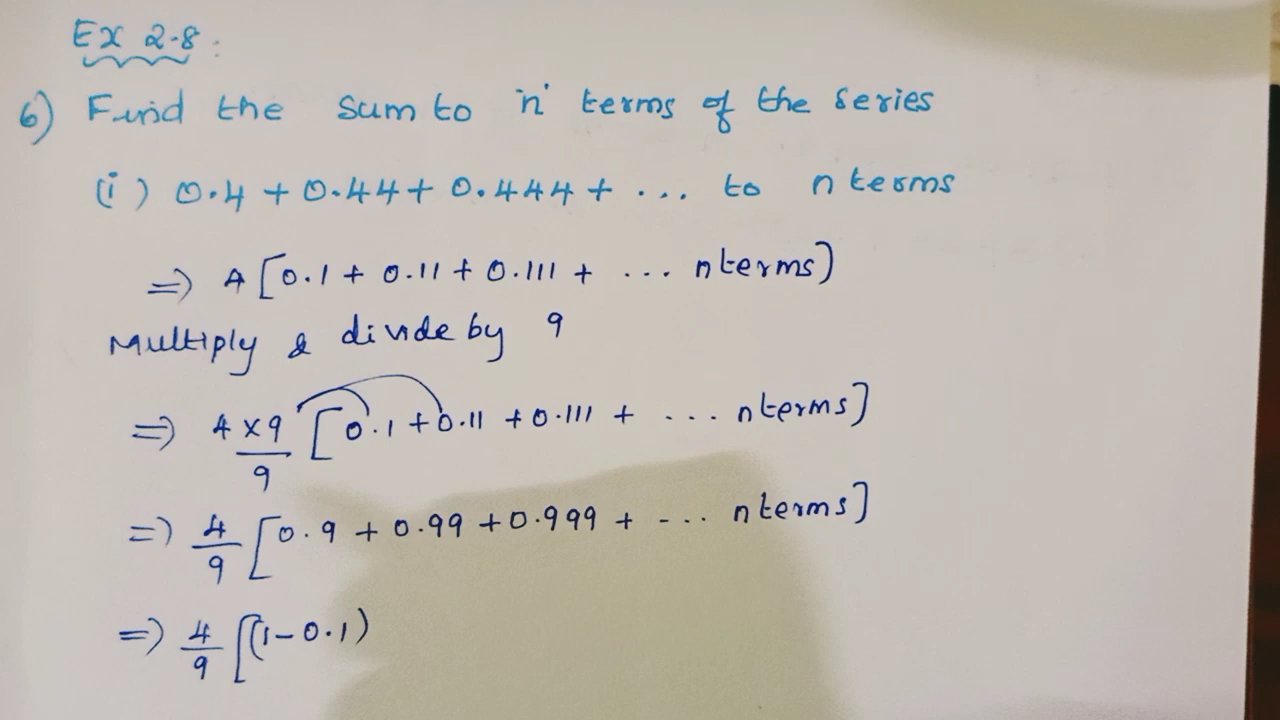 EX 2.8:
6) Find the sum to 'n' terms of the series
(i) 0.4 + 0.44 + 0.444 + ... to n terms
=> 4 [0.1 + 0.11 + 0.111 + ... n terms)
Multiply & divide by 9
=> 4 x 9 / 9 [0.1 + 0.11 + 0.111 + ... n terms]
=> 4/9 [0.9 + 0.99 + 0.999 + - ... n terms]
=> 4/9 [(1 - 0.1)